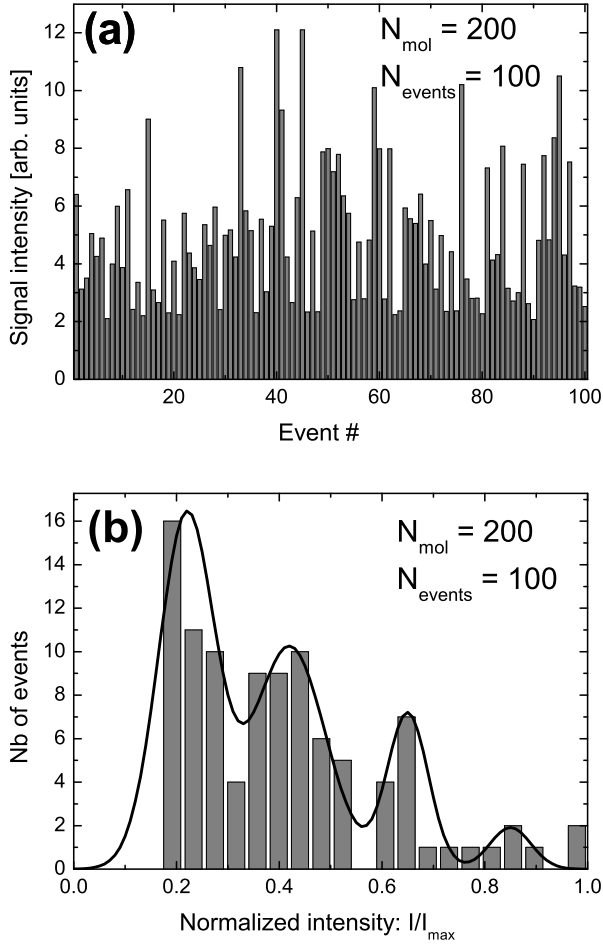 (a)
N_mol = 200
N_events = 100
12
10
8
6
4
2
0
Signal intensity [arb. units]
20 40 60 80 100
Event #
(b)
N_mol = 200
N_events = 100
16
14
12
10
8
6
4
2
0
Nb of events
0.0 0.2 0.4 0.6 0.8 1.0
Normalized intensity: I/I_max